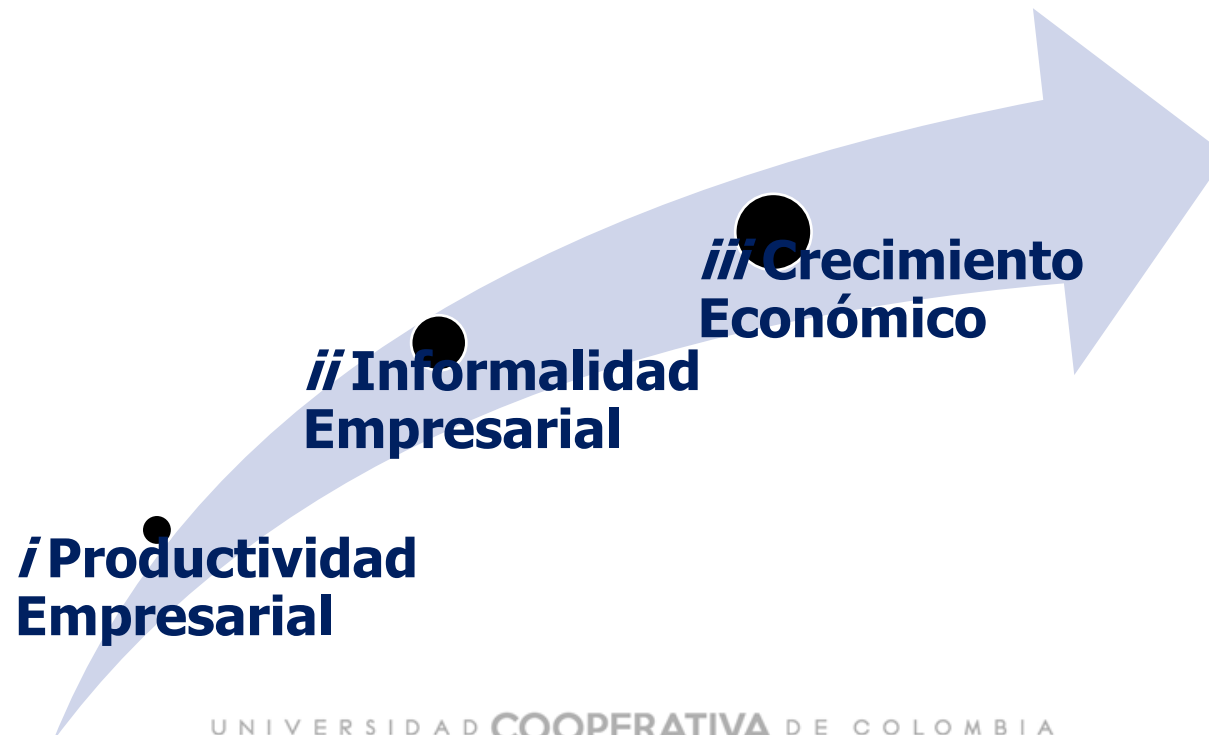 iii Crecimiento
Económico
ii Informalidad
Empresarial
i Productividad
Empresarial
UNIVERSIDAD COOPERATIVA DE COLOMBIA